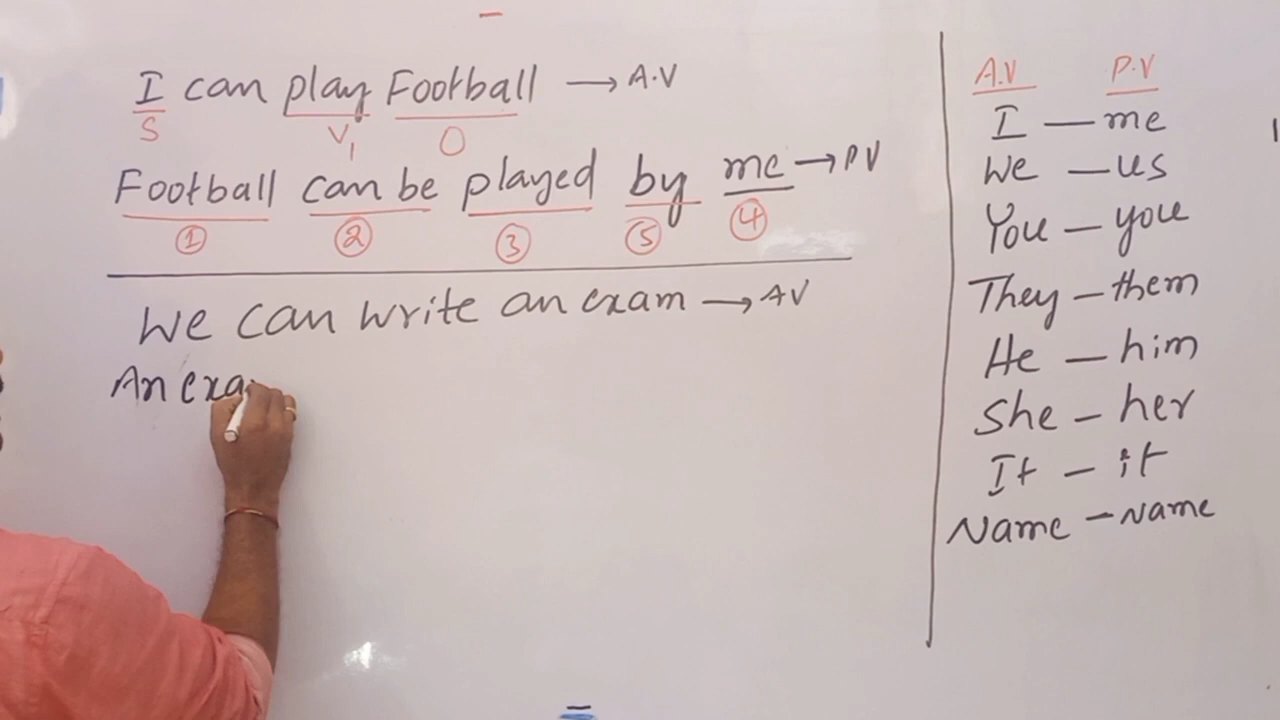 I can play Football → A.V
S V1 O
Football can be played by me → PV
① ② ③ ⑤ ④
We can write an exam → AV
An exa
A.V P.V
I — me
We — us
You — you
They — them
He — him
She — her
It — it
Name — Name